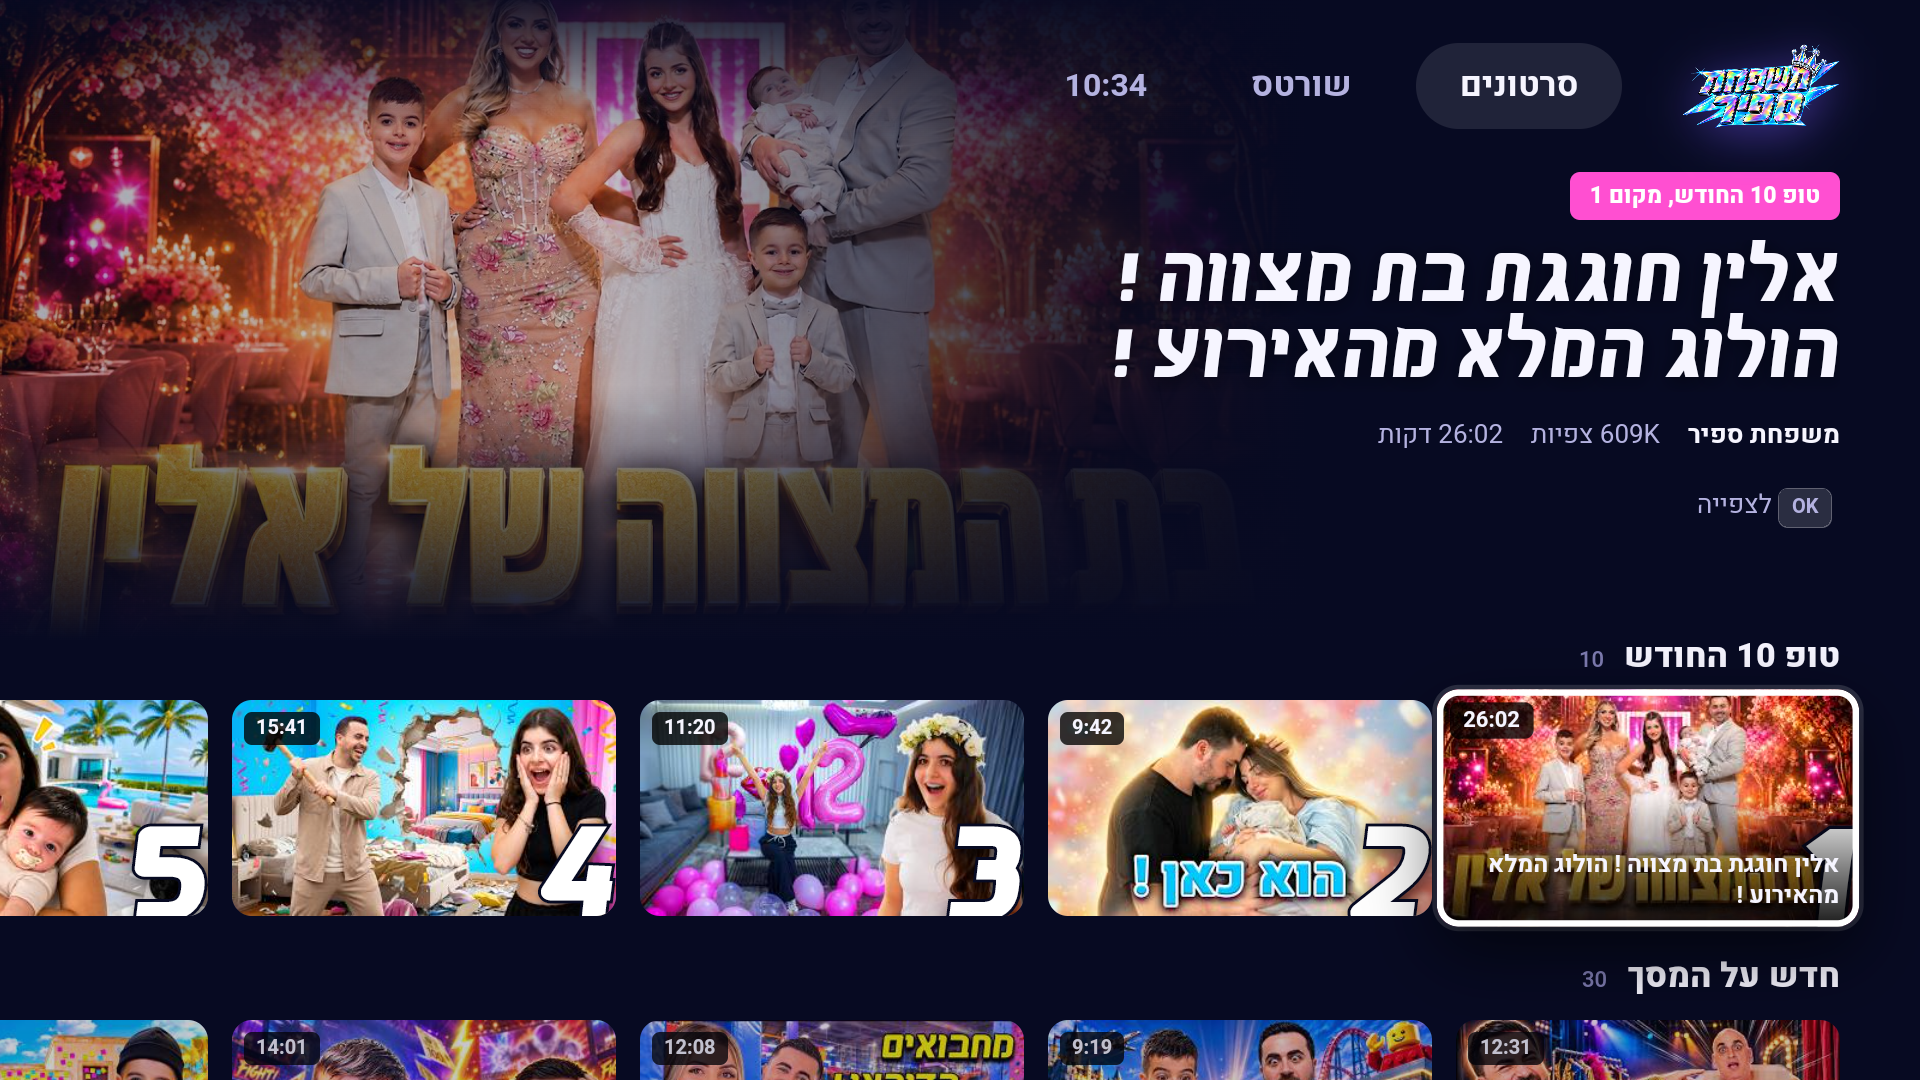 משפחת ספיר
סרטונים
שורטס
10:34
טופ 10 החודש, מקום 1
אלין חוגגת בת מצווה !
הולוג המלא מהאירוע !
משפחת ספיר 609K צפיות 26:02 דקות
OK לצפייה
בת המצווה של אלין
טופ 10 החודש 10
26:02
אלין חוגגת בת מצווה ! הולוג המלא
מהאירוע !
9:42
הוא כאן !
2
11:20
3
15:41
4
5
חדש על המסך 30
12:31
9:19
12:08
מחבואים
14:01
FIGHT!